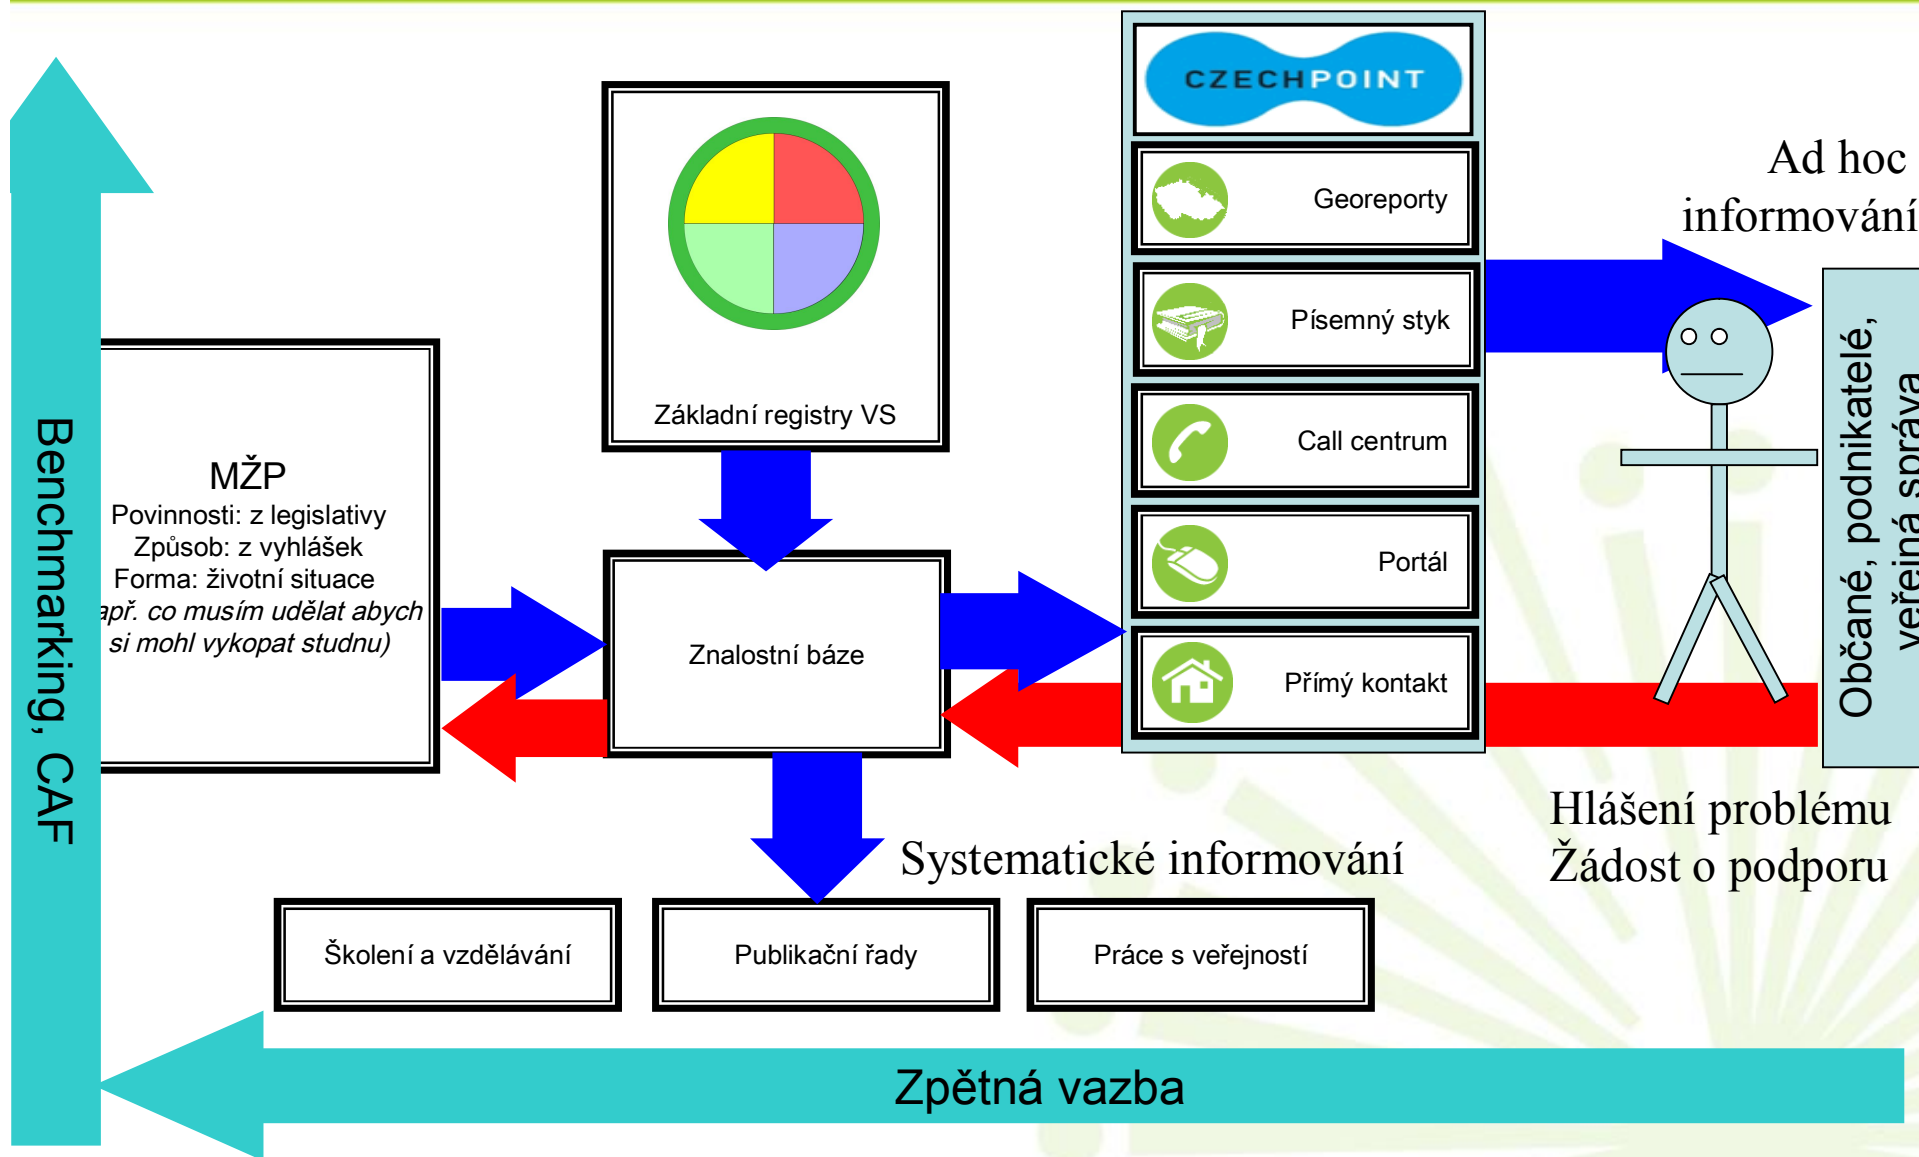 CZECHPOINT
Georeporty
Písemný styk
Call centrum
Portál
Přímý kontakt
Ad hoc
informování
Občané, podnikatelé,
veřejná správa
Základní registry VS
MŽP
Povinnosti: z legislativy
Způsob: z vyhlášek
Forma: životní situace
co musím udělat abych
si mohl vykopat studnu)
Znalostní báze
Benchmarking, CAF
Systematické informování
Hlášení problému
Žádost o podporu
Školení a vzdělávání
Publikační řady
Práce s veřejností
Zpětná vazba